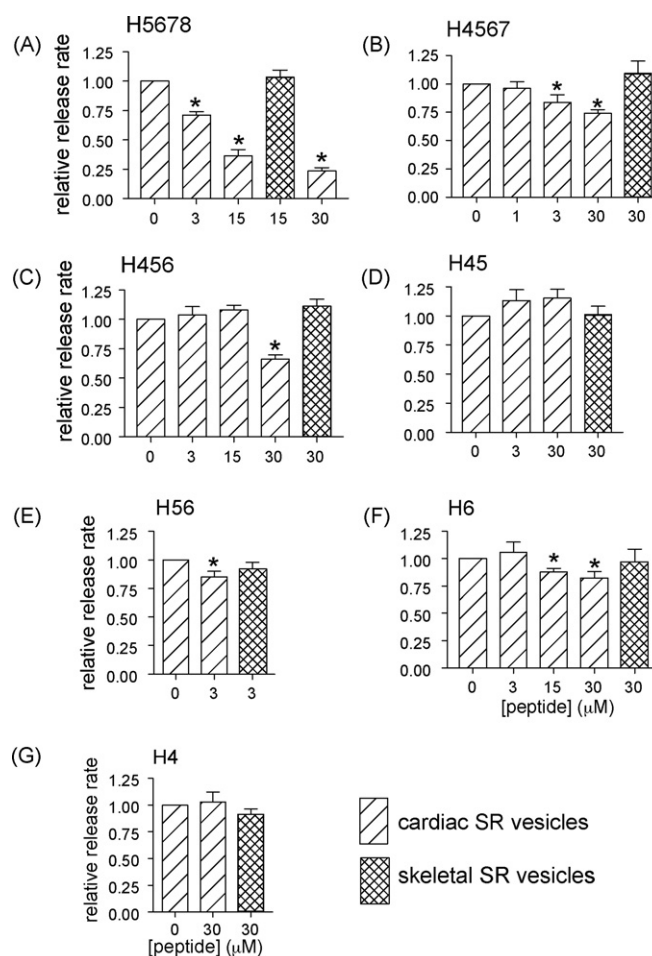 (A) H5678
relative release rate
1.25
1.00
0.75
0.50
0.25
0.00
* * *
0 3 15 15 30
(B) H4567
1.25
1.00
0.75
0.50
0.25
0.00
* *
0 1 3 30 30
(C) H456
relative release rate
1.25
1.00
0.75
0.50
0.25
0.00
*
0 3 15 30 30
(D) H45
1.25
1.00
0.75
0.50
0.25
0.00
0 3 30 30
(E) H56
relative release rate
1.25
1.00
0.75
0.50
0.25
0.00
*
0 3 3
(F) H6
1.25
1.00
0.75
0.50
0.25
0.00
* *
0 3 15 30 30
[peptide] (μM)
(G) H4
relative release rate
1.25
1.00
0.75
0.50
0.25
0.00
0 30 30
[peptide] (μM)
cardiac SR vesicles
skeletal SR vesicles